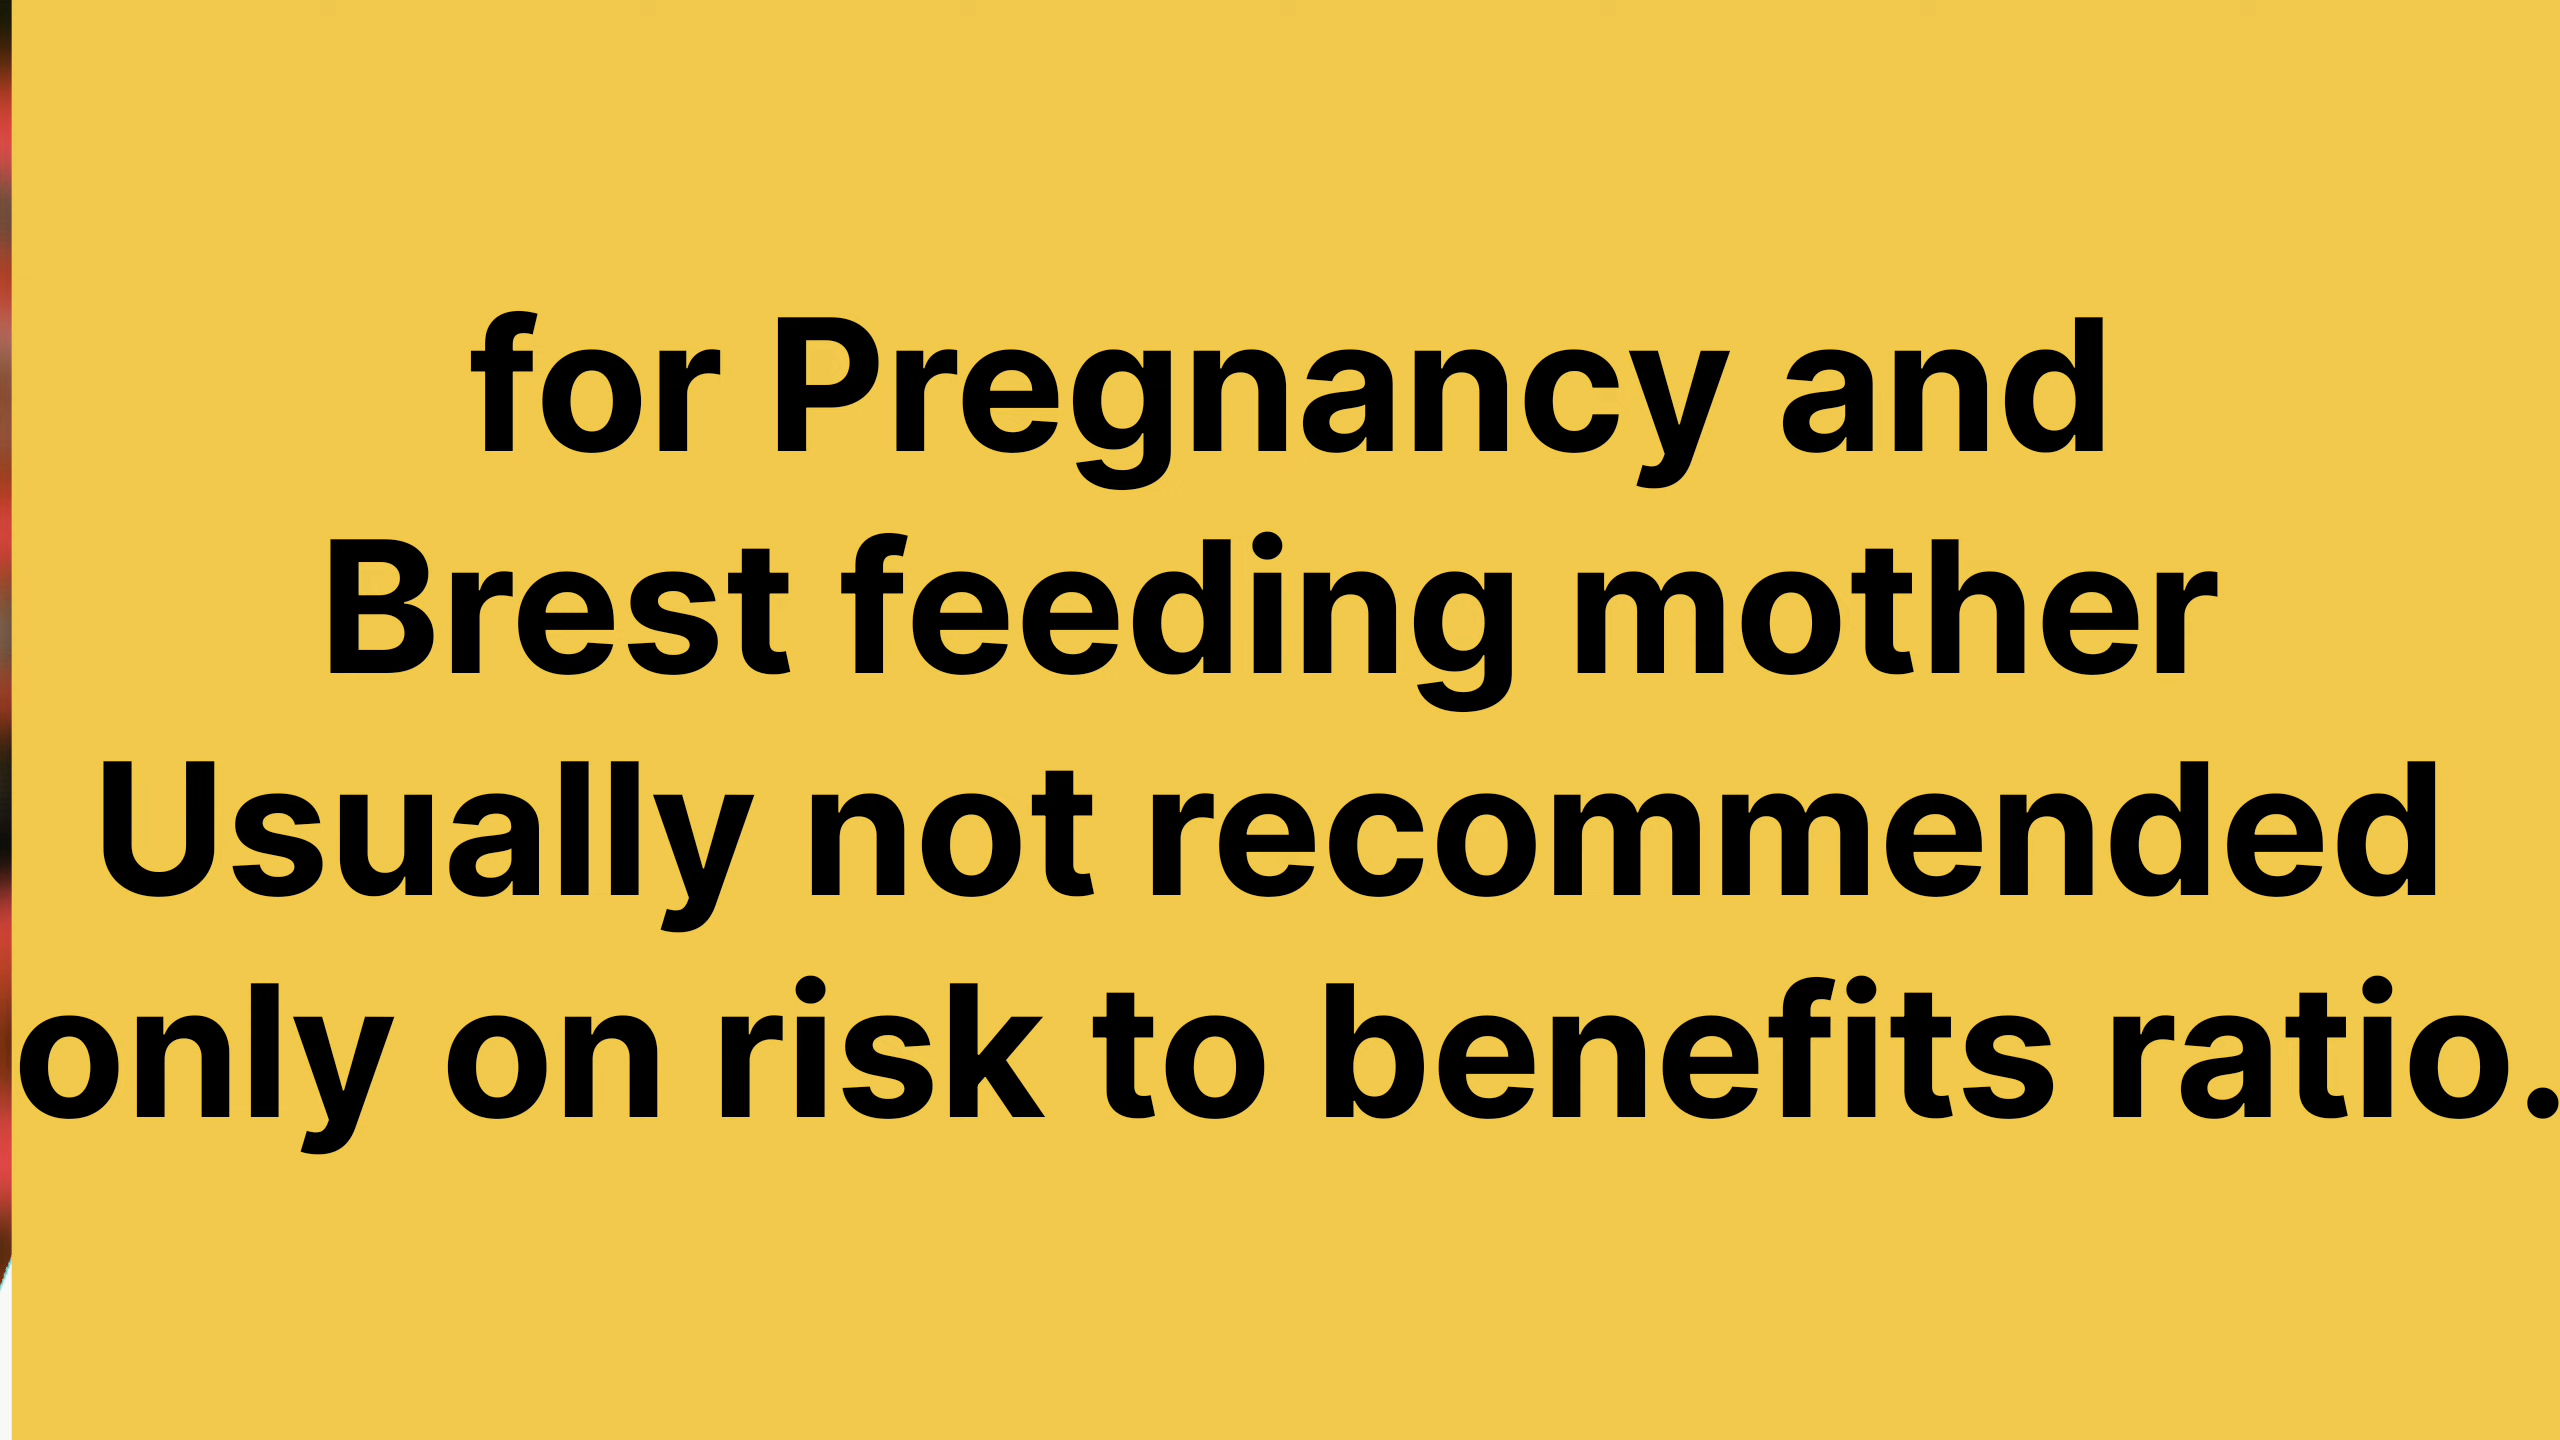 for Pregnancy and
Brest feeding mother
Usually not recommended
only on risk to benefits ratio.